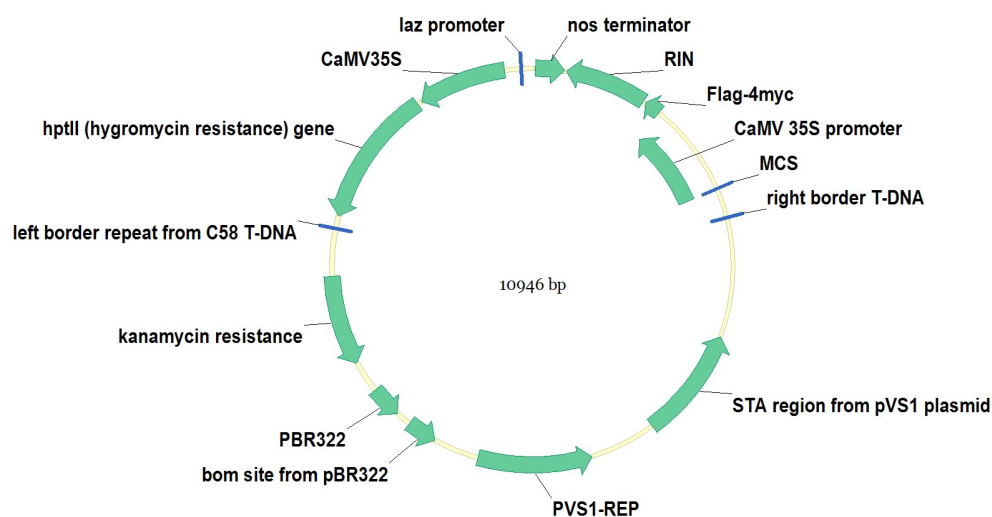 laz promoter
nos terminator
CaMV35S
RIN
Flag-4myc
hptII (hygromycin resistance) gene
CaMV 35S promoter
MCS
right border T-DNA
left border repeat from C58 T-DNA
10946 bp
kanamycin resistance
STA region from pVS1 plasmid
PBR322
bom site from pBR322
PVS1-REP